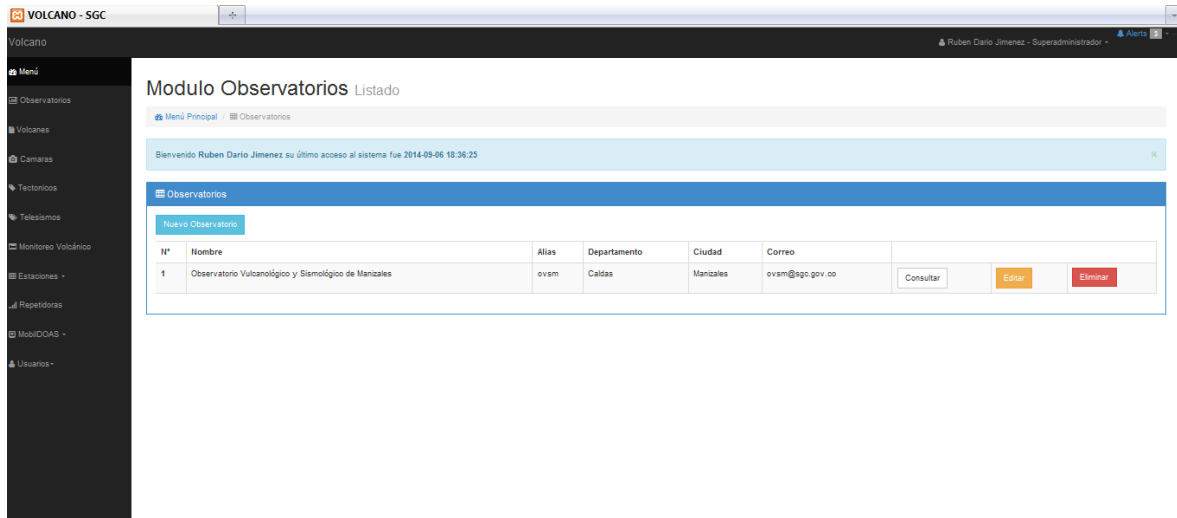 VOLCANO - SGC
Volcano
Ruben Dario Jimenez - Superadministrador
Alerts 5
Menú
Observatorios
Volcanes
Camaras
Tectonicos
Telesismos
Monitoreo Volcánico
Estaciones
Repetidoras
MobilDOAS
Usuarios
Modulo Observatorios Listado
Menú Principal / Observatorios
Bienvenido Ruben Dario Jimenez su último acceso al sistema fue 2014-09-06 18:36:25 ×
Observatorios
Nuevo Observatorio
N° Nombre Alias Departamento Ciudad Correo
1 Observatorio Vulcanológico y Sismológico de Manizales ovsm Caldas Manizales ovsm@sgc.gov.co Consultar Editar Eliminar